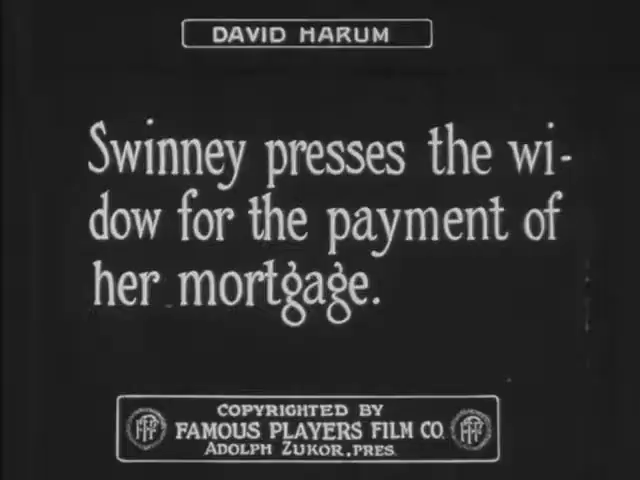 DAVID HARUM
Swinney presses the wi-
dow for the payment of
her mortgage.
COPYRIGHTED BY
FAMOUS PLAYERS FILM CO.
ADOLPH ZUKOR, PRES.